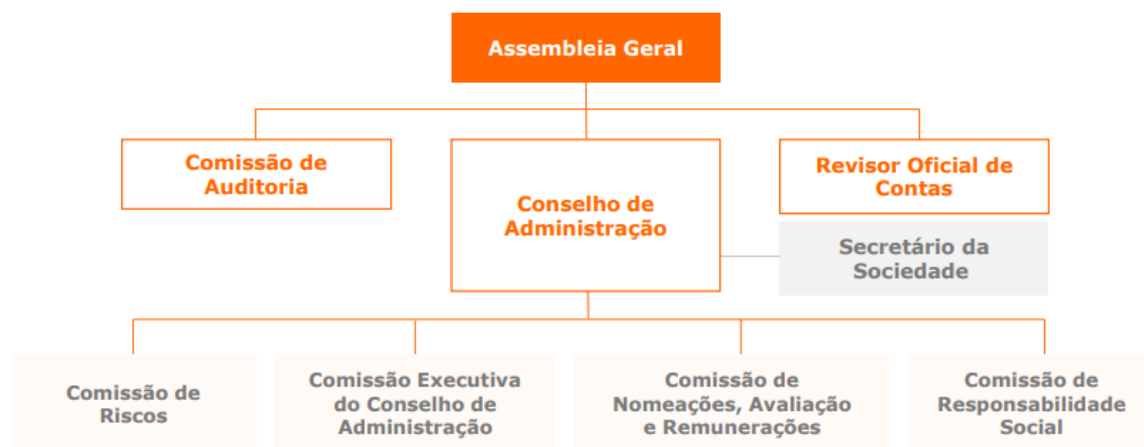 Assembleia Geral
Comissão de
Auditoria
Conselho de
Administração
Revisor Oficial de
Contas
Secretário da
Sociedade
Comissão de
Riscos
Comissão Executiva
do Conselho de
Administração
Comissão de
Nomeações, Avaliação
e Remunerações
Comissão de
Responsabilidade
Social